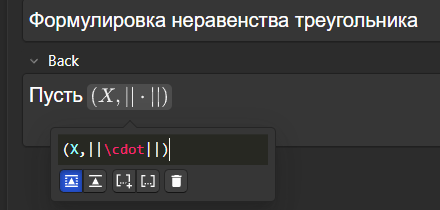 Формулировка неравенства треугольника
Back
Пусть (X, || · ||)
(X,||\cdot||)